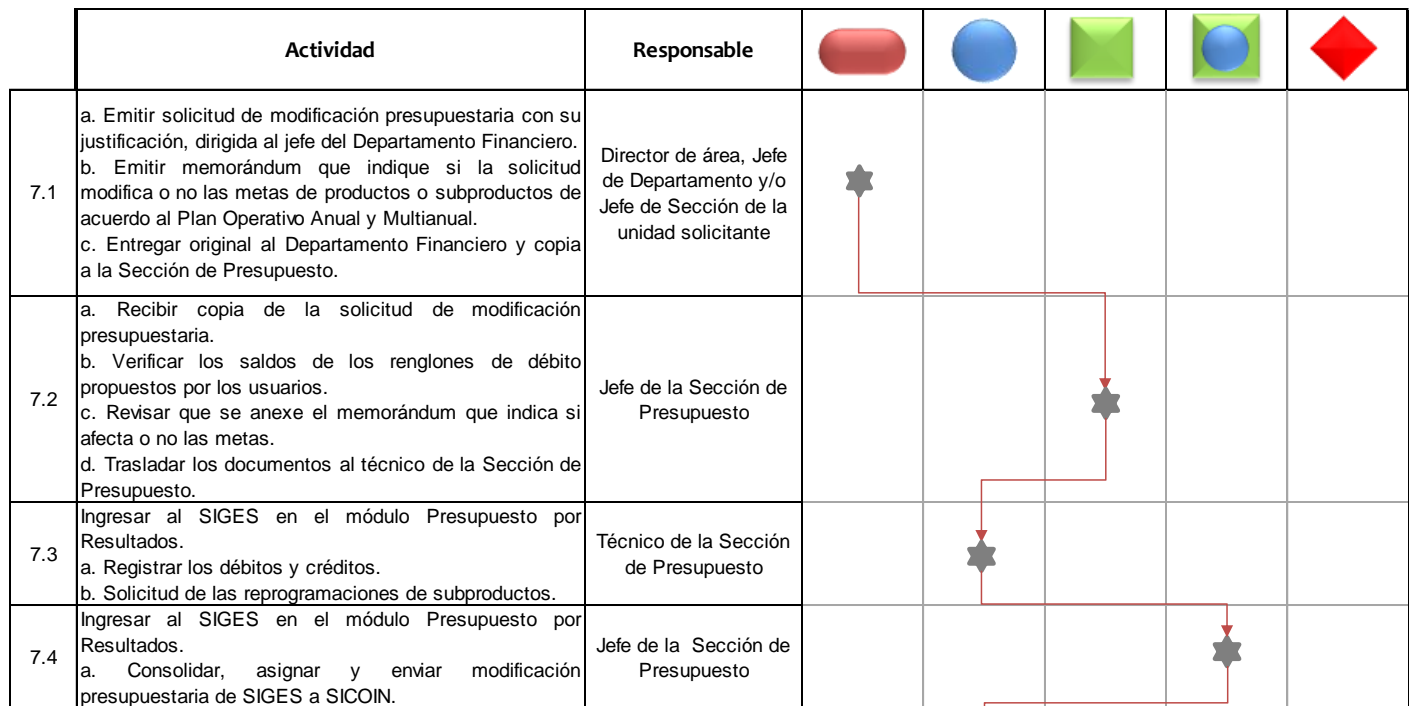 Actividad
Responsable
7.1
a. Emitir solicitud de modificación presupuestaria con su
justificación, dirigida al jefe del Departamento Financiero.
b. Emitir memorándum que indique si la solicitud
modifica o no las metas de productos o subproductos de
acuerdo al Plan Operativo Anual y Multianual.
c. Entregar original al Departamento Financiero y copia
a la Sección de Presupuesto.
Director de área, Jefe
de Departamento y/o
Jefe de Sección de la
unidad solicitante
7.2
a. Recibir copia de la solicitud de modificación
presupuestaria.
b. Verificar los saldos de los renglones de débito
propuestos por los usuarios.
c. Revisar que se anexe el memorándum que indica si
afecta o no las metas.
d. Trasladar los documentos al técnico de la Sección de
Presupuesto.
Jefe de la Sección de
Presupuesto
7.3
Ingresar al SIGES en el módulo Presupuesto por
Resultados.
a. Registrar los débitos y créditos.
b. Solicitud de las reprogramaciones de subproductos.
Técnico de la Sección
de Presupuesto
7.4
Ingresar al SIGES en el módulo Presupuesto por
Resultados.
a. Consolidar, asignar y enviar modificación
presupuestaria de SIGES a SICOIN.
Jefe de la Sección de
Presupuesto